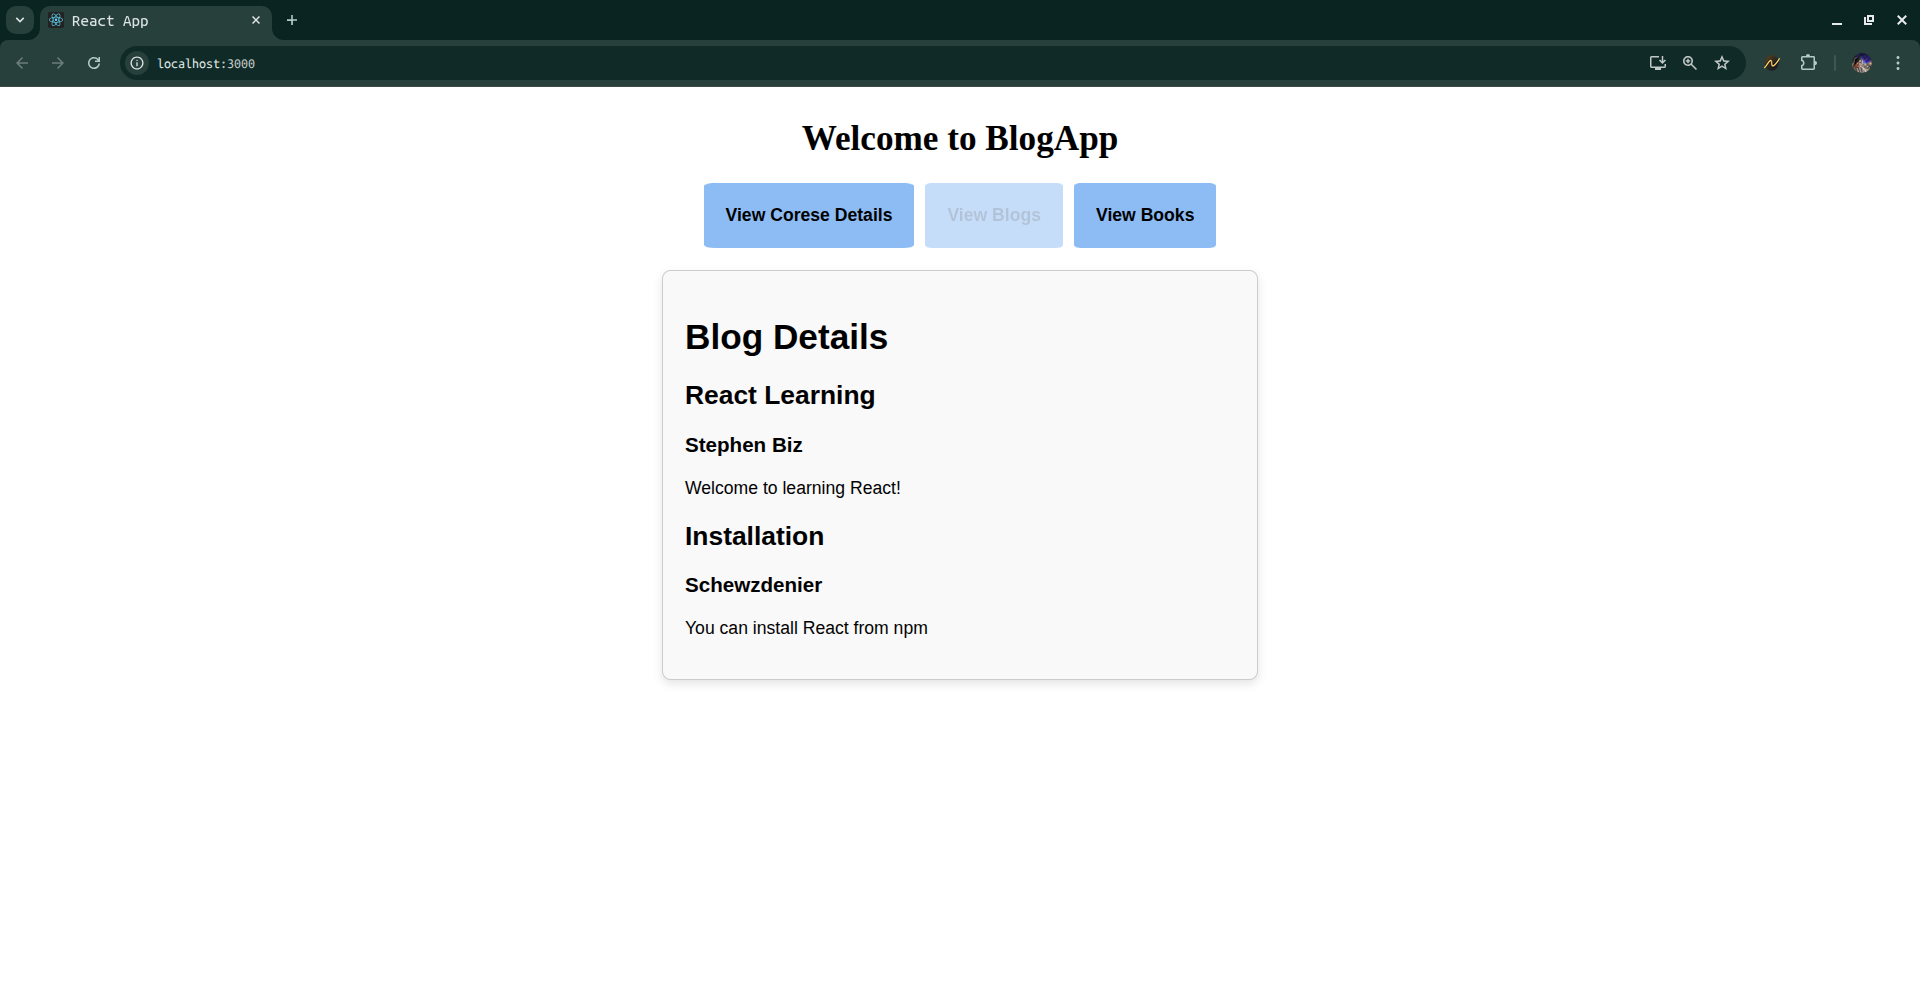 React App
localhost:3000
Welcome to BlogApp
View Corese Details
View Blogs
View Books
Blog Details
React Learning
Stephen Biz
Welcome to learning React!
Installation
Schewzdenier
You can install React from npm